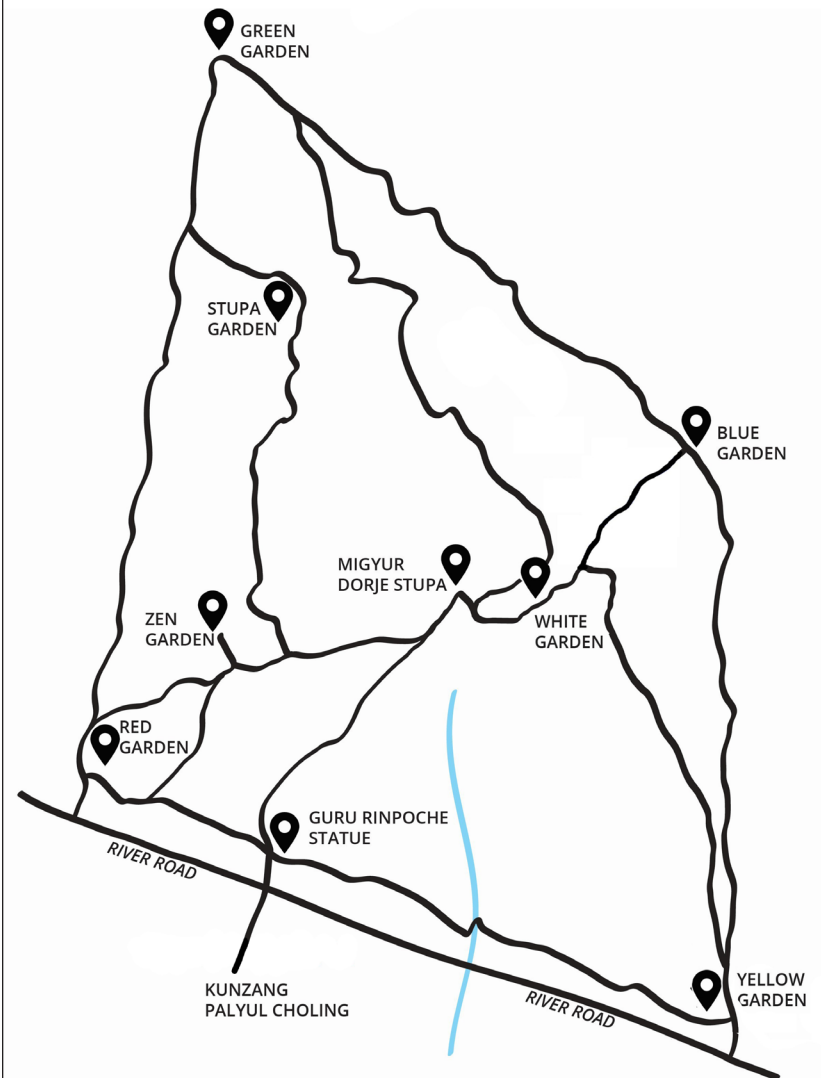 GREEN
GARDEN
STUPA
GARDEN
BLUE
GARDEN
MIGYUR
DORJE STUPA
ZEN
GARDEN
WHITE
GARDEN
RED
GARDEN
GURU RINPOCHE
STATUE
RIVER ROAD
KUNZANG
PALYUL CHOLING
YELLOW
GARDEN
RIVER ROAD